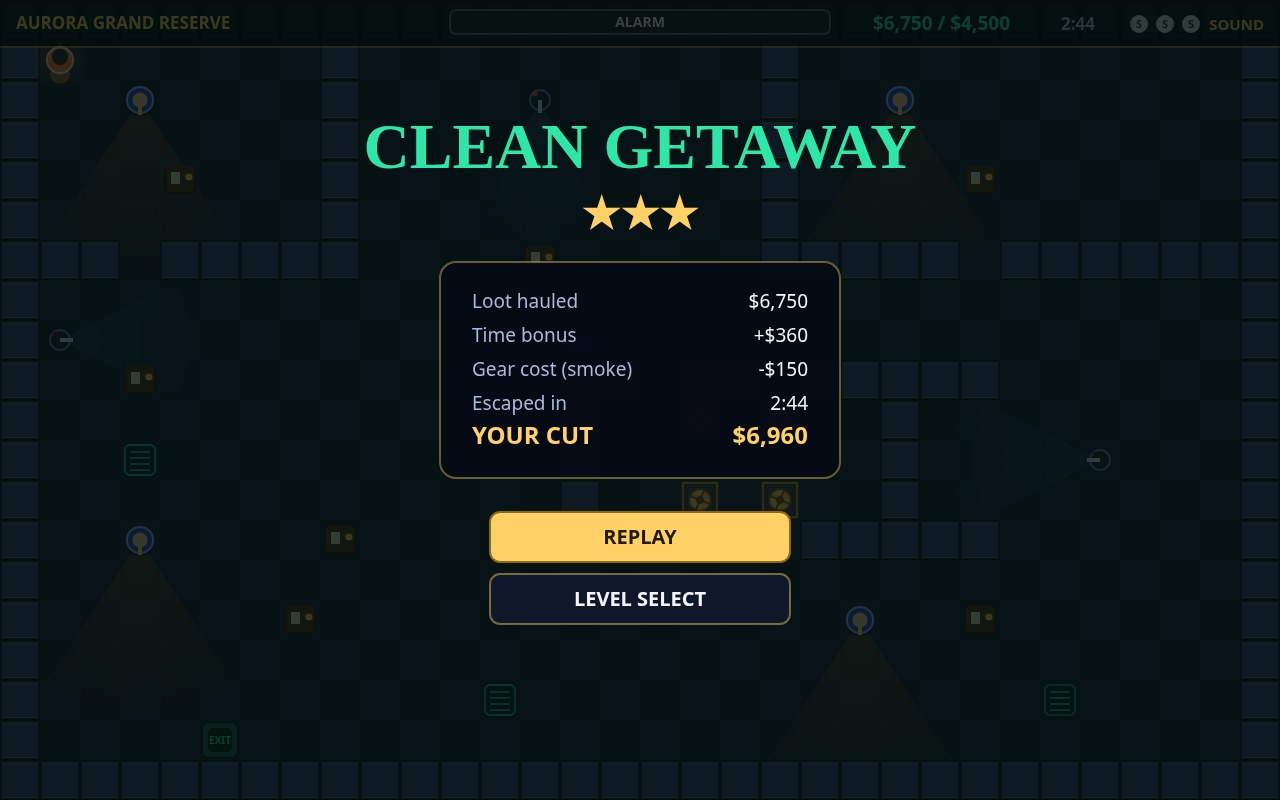 AURORA GRAND RESERVE
ALARM
$6,750 / $4,500
2:44
S S S
SOUND
CLEAN GETAWAY
★★★
Loot hauled $6,750
Time bonus +$360
Gear cost (smoke) -$150
Escaped in 2:44
YOUR CUT $6,960
REPLAY
LEVEL SELECT
EXIT